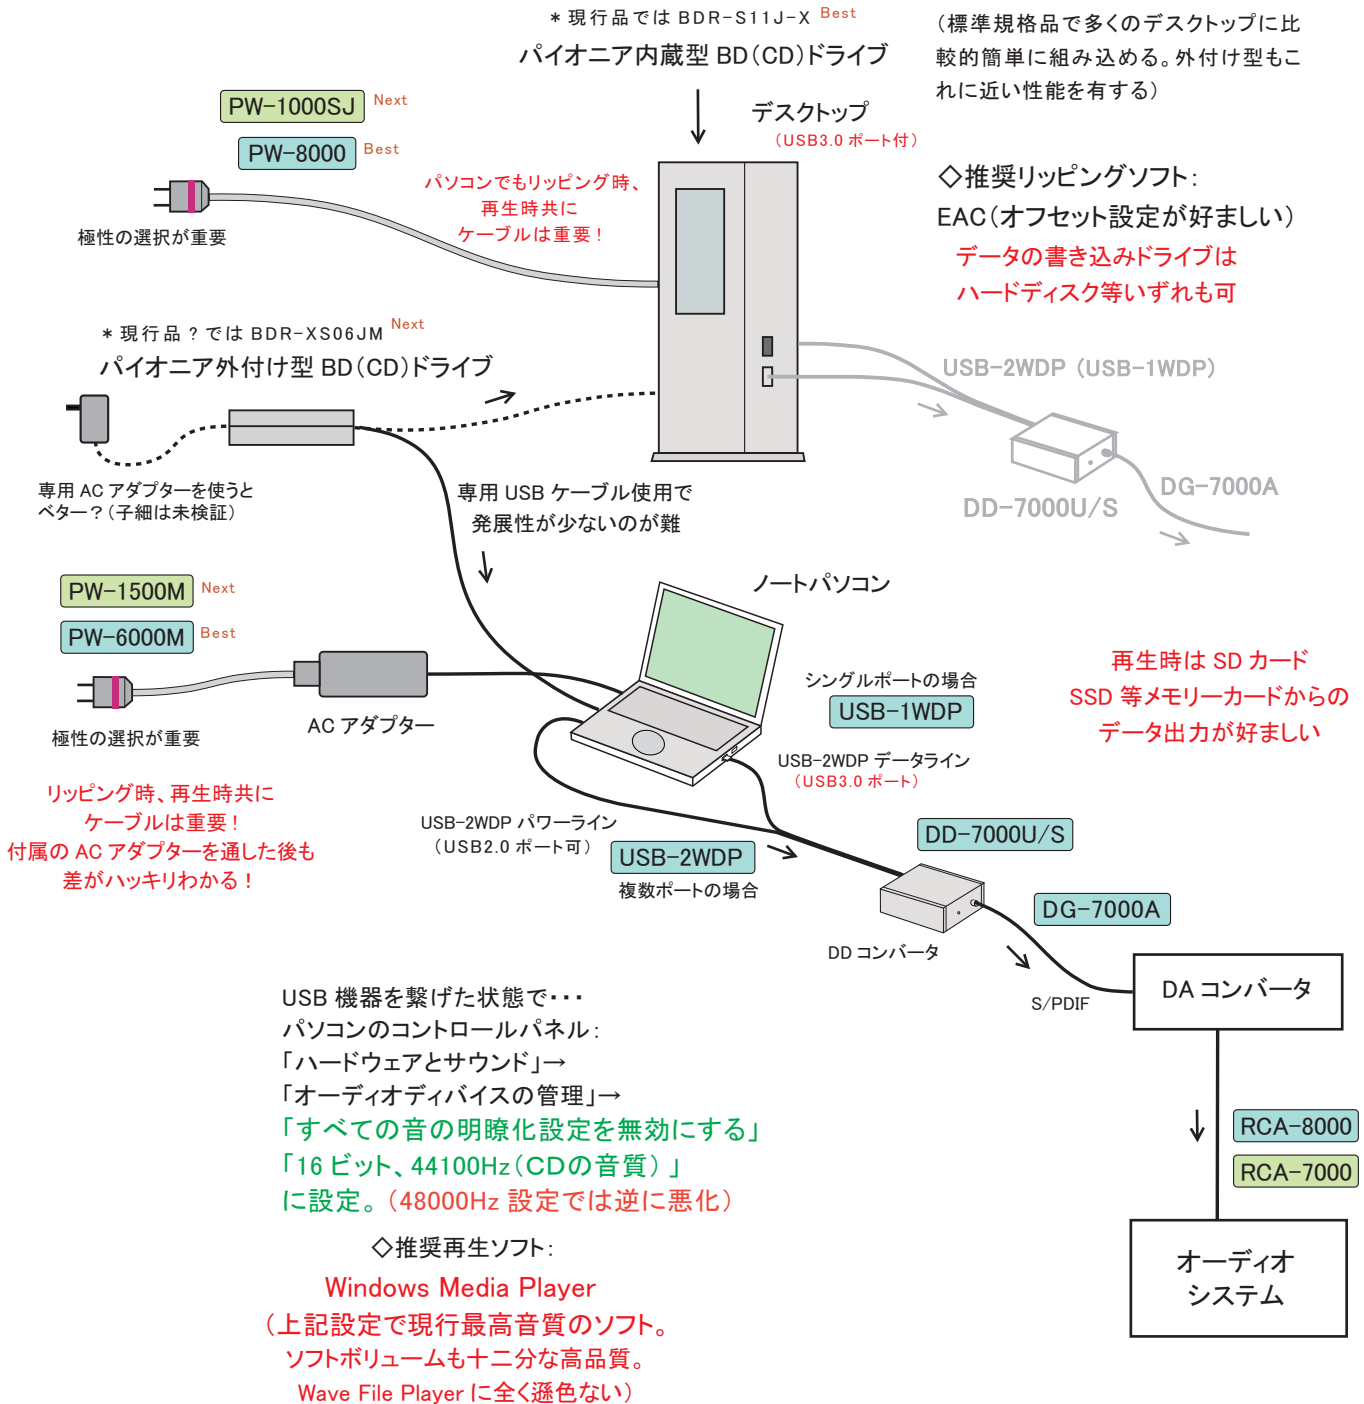 ＊現行品では BDR-S11J-X Best
パイオニア内蔵型 BD（CD）ドライブ
（標準規格品で多くのデスクトップに比
較的簡単に組み込める。外付け型もこ
れに近い性能を有する）
PW-1000SJ Next
PW-8000 Best
極性の選択が重要
パソコンでもリッピング時、
再生時共に
ケーブルは重要！
デスクトップ
（USB3.0 ポート付）
◇推奨リッピングソフト：
EAC（オフセット設定が好ましい）
データの書き込みドライブは
ハードディスク等いずれも可
＊現行品？では BDR-XS06JM Next
パイオニア外付け型 BD（CD）ドライブ
USB-2WDP（USB-1WDP）
DD-7000U/S
DG-7000A
専用 AC アダプターを使うと
ベター？（子細は未検証）
専用 USB ケーブル使用で
発展性が少ないのが難
PW-1500M Next
PW-6000M Best
極性の選択が重要
AC アダプター
ノートパソコン
シングルポートの場合
USB-1WDP
USB-2WDP データライン
（USB3.0 ポート）
再生時は SD カード
SSD 等メモリーカードからの
データ出力が好ましい
リッピング時、再生時共に
ケーブルは重要！
付属の AC アダプターを通した後も
差がハッキリわかる！
USB-2WDP パワーライン
（USB2.0 ポート可）
USB-2WDP
複数ポートの場合
DD-7000U/S
DG-7000A
DD コンバータ
S/PDIF
DA コンバータ
USB 機器を繋げた状態で・・・
パソコンのコントロールパネル：
「ハードウェアとサウンド」→
「オーディオディバイスの管理」→
「すべての音の明瞭化設定を無効にする」
「16 ビット、44100Hz（CDの音質）」
に設定。（48000Hz 設定では逆に悪化）
RCA-8000
RCA-7000
オーディオ
システム
◇推奨再生ソフト：
Windows Media Player
（上記設定で現行最高音質のソフト。
ソフトボリュームも十二分な高品質。
Wave File Player に全く遜色ない）